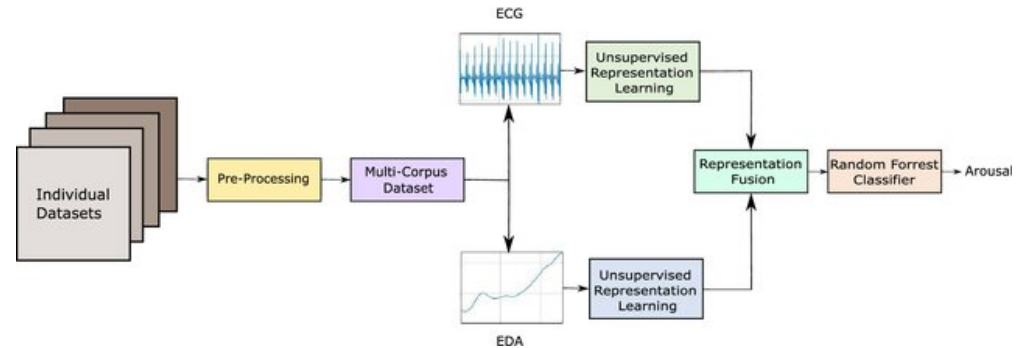 ECG
Unsupervised
Representation
Learning
Individual
Datasets
Pre-Processing
Multi-Corpus
Dataset
Representation
Fusion
Random Forrest
Classifier
Arousal
Unsupervised
Representation
Learning
EDA